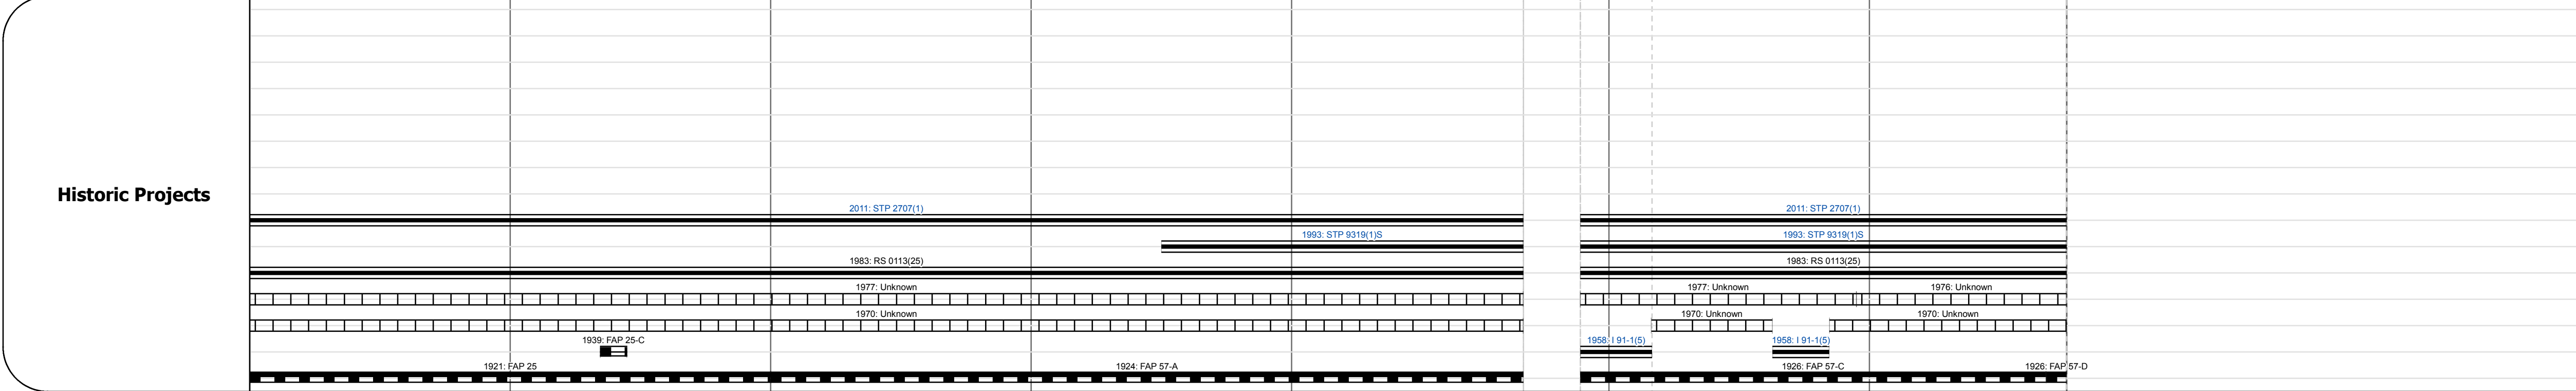 Historic Projects
2011: STP 2707(1) 2011: STP 2707(1)
1993: STP 9319(1)S 1993: STP 9319(1)S
1983: RS 0113(25) 1983: RS 0113(25)
1977: Unknown 1977: Unknown 1976: Unknown
1970: Unknown 1970: Unknown 1970: Unknown
1939: FAP 25-C 1958: I 91-1(5) 1958: I 91-1(5)
1921: FAP 25 1924: FAP 57-A 1926: FAP 57-C 1926: FAP 57-D